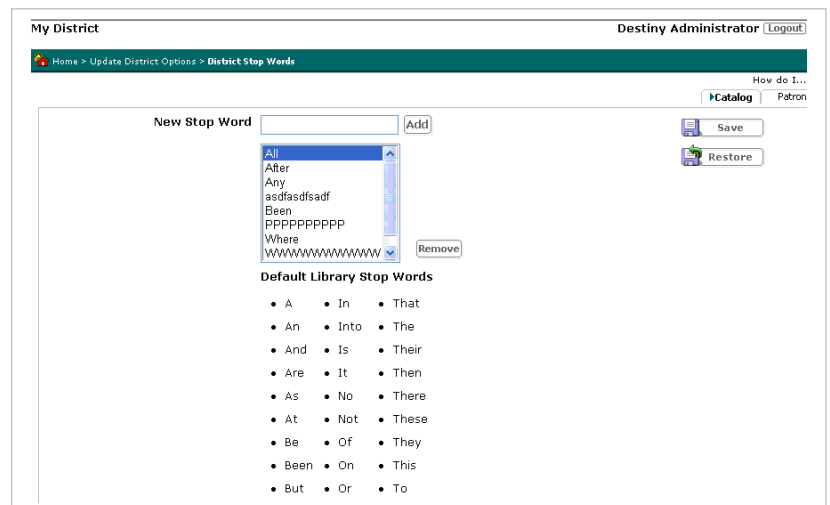 My District Destiny Administrator Logout
Home > Update District Options > District Stop Words
How do I...
Catalog Patron
New Stop Word Add Save
Restore
All
After
Any
asdfasdfsadf
Been
PPPPPPPPPP
Where
Remove
Default Library Stop Words
• A • In • That
• An • Into • The
• And • Is • Their
• Are • It • Then
• As • No • There
• At • Not • These
• Be • Of • They
• Been • On • This
• But • Or • To